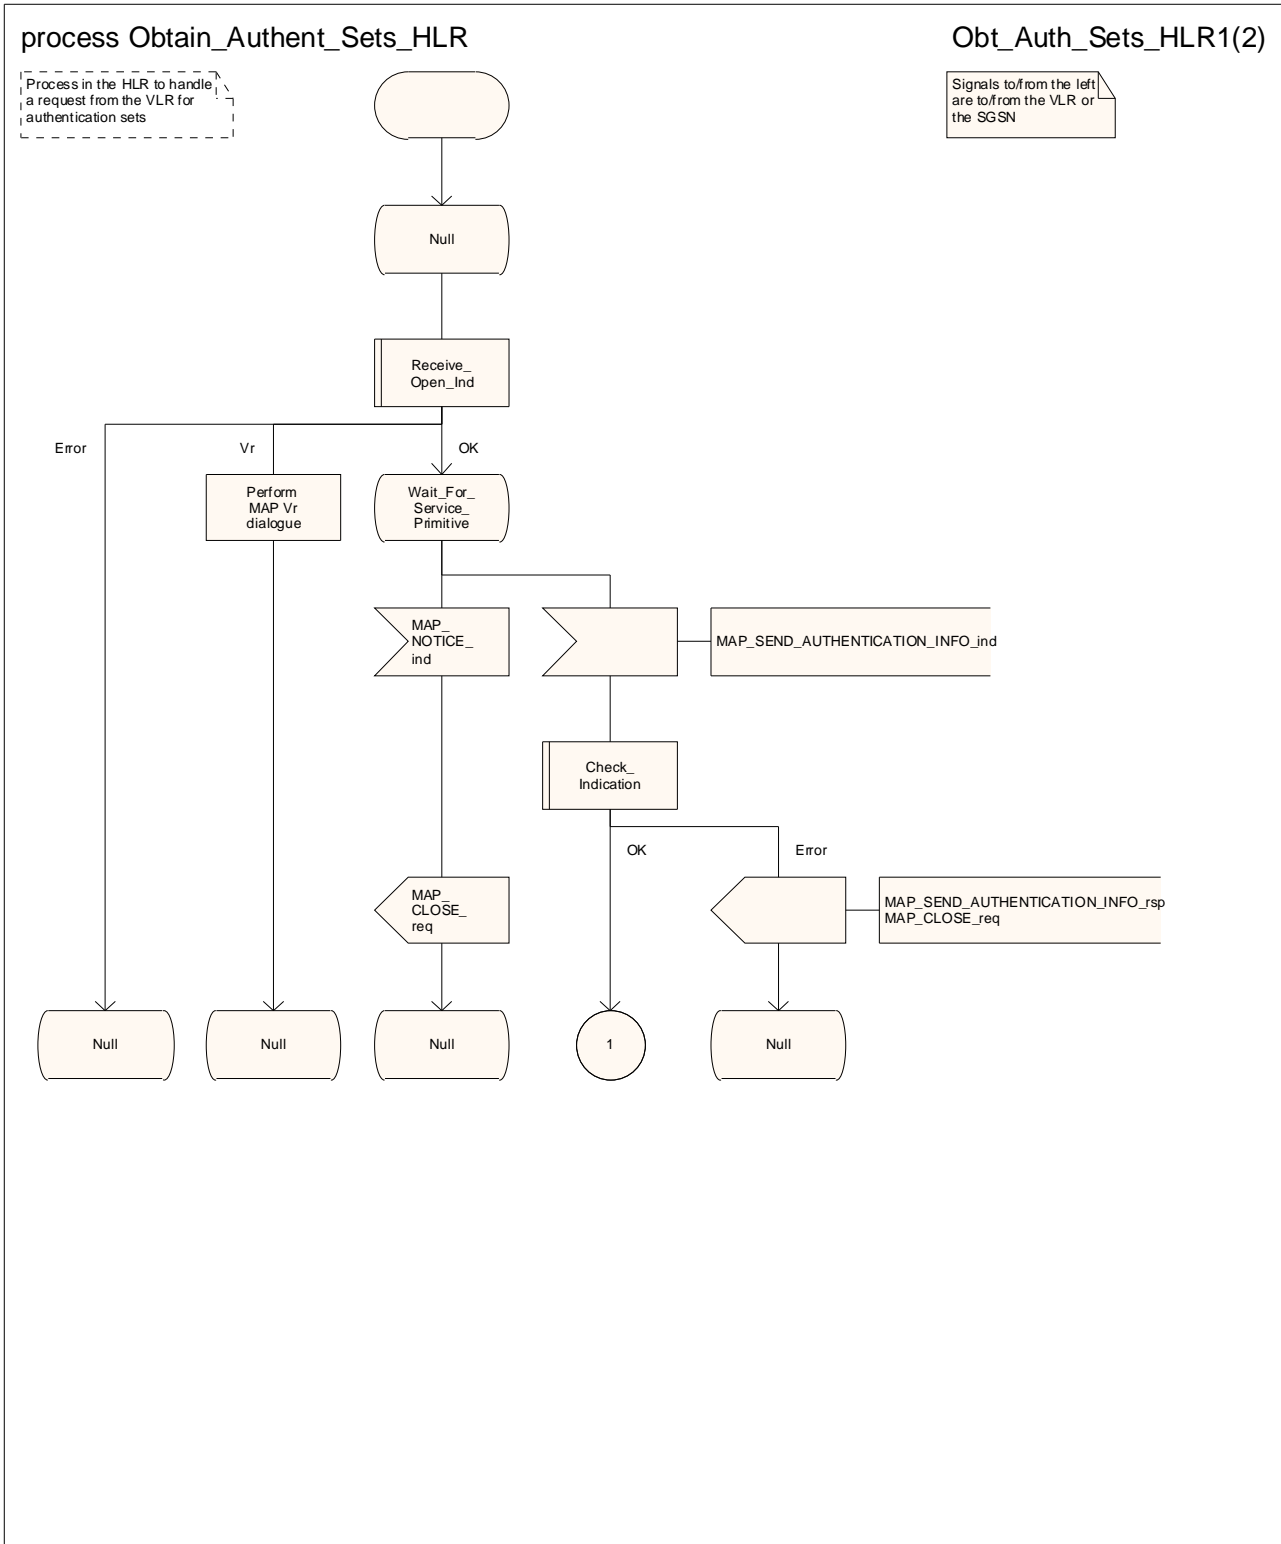 process Obtain_Authent_Sets_HLR
Obt_Auth_Sets_HLR1(2)
Process in the HLR to handle
a request from the VLR for
authentication sets
Signals to/from the left
are to/from the VLR or
the SGSN
Null
Receive_
Open_Ind
Error
Vr
OK
Perform
MAP Vr
dialogue
Wait_For_
Service_
Primitive
MAP_
NOTICE_
ind
MAP_SEND_AUTHENTICATION_INFO_ind
Check_
Indication
OK
Error
MAP_
CLOSE_
req
MAP_SEND_AUTHENTICATION_INFO_rsp
MAP_CLOSE_req
Null
Null
Null
1
Null